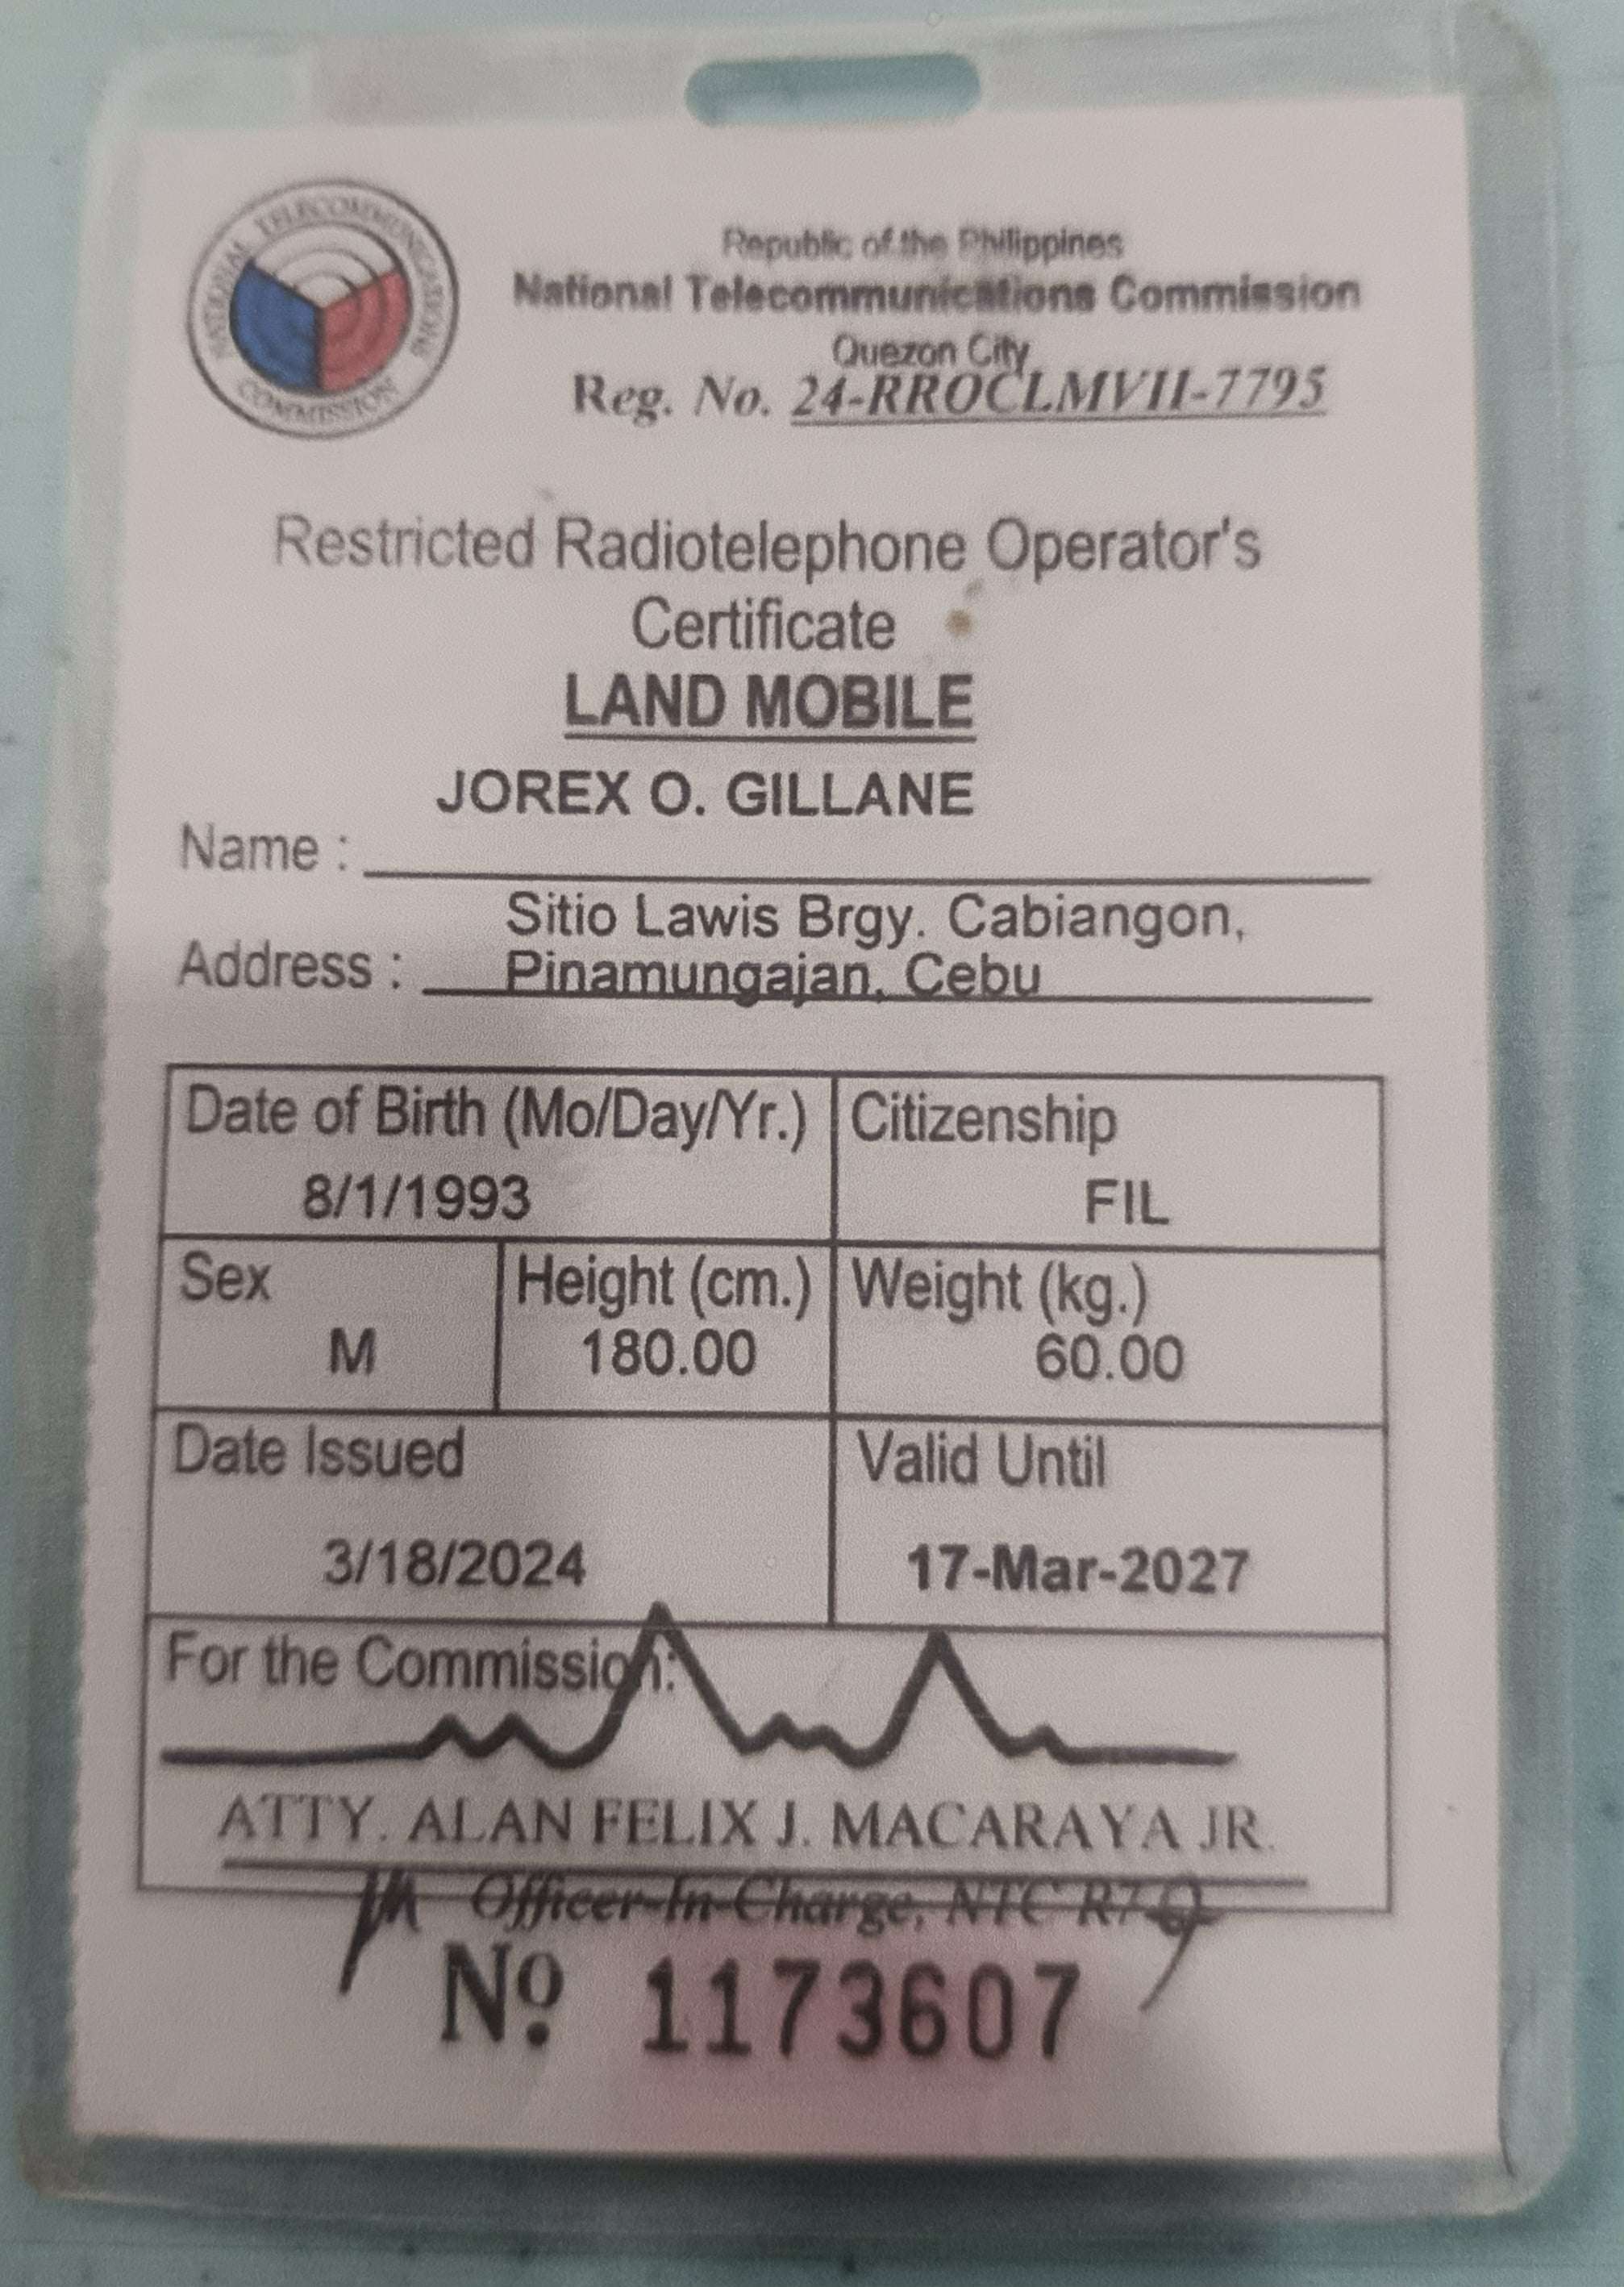 NATIONAL TELECOMMUNICATIONS COMMISSION
Republic of the Philippines
National Telecommunications Commission
Quezon City
Reg. No. 24-RROCLMVII-7795
Restricted Radiotelephone Operator's
Certificate
LAND MOBILE
JOREX O. GILLANE
Name :
Sitio Lawis Brgy. Cabiangon,
Address : Pinamungajan, Cebu
Date of Birth (Mo/Day/Yr.) Citizenship
8/1/1993 FIL
Sex Height (cm.) Weight (kg.)
M 180.00 60.00
Date Issued Valid Until
3/18/2024 17-Mar-2027
For the Commission:
ATTY. ALAN FELIX J. MACARAYA JR.
Officer-In-Charge, NTC R7
Nº 1173607